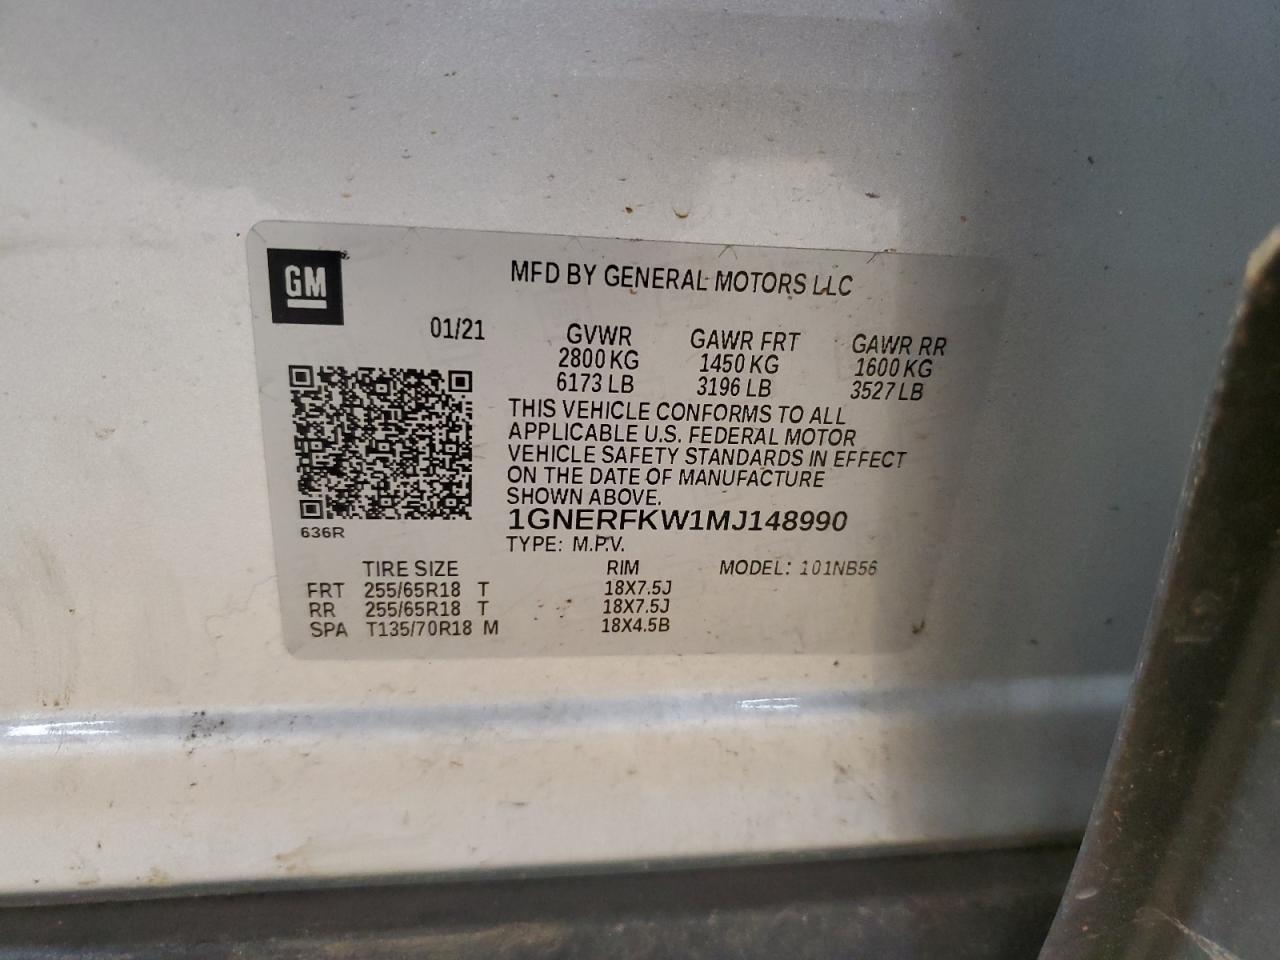 GM
MFD BY GENERAL MOTORS LLC
01/21 GVWR GAWR FRT GAWR RR
2800 KG 1450 KG 1600 KG
6173 LB 3196 LB 3527 LB
THIS VEHICLE CONFORMS TO ALL
APPLICABLE U.S. FEDERAL MOTOR
VEHICLE SAFETY STANDARDS IN EFFECT
ON THE DATE OF MANUFACTURE
SHOWN ABOVE.
1GNERFKW1MJ148990
636R
TYPE: M.P.V.
TIRE SIZE RIM MODEL: 101NB56
FRT 255/65R18 T 18X7.5J
RR 255/65R18 T 18X7.5J
SPA T135/70R18 M 18X4.5B